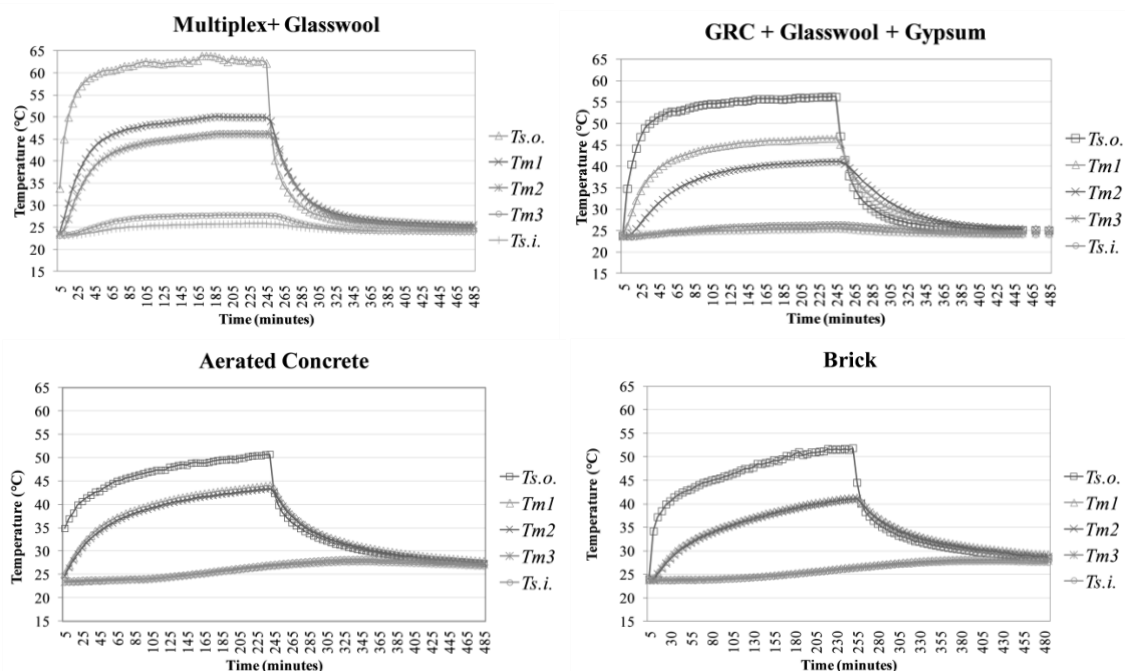 Multiplex+ Glasswool
65
60
55
50
45
40
35
30
25
20
15
Temperature (°C)
5 25 45 65 85 105 125 145 165 185 205 225 245 265 285 305 325 345 365 385 405 425 445 465 485
Time (minutes)
Ts.o.
Tm1
Tm2
Tm3
Ts.i.
GRC + Glasswool + Gypsum
65
60
55
50
45
40
35
30
25
20
15
Temperature (°C)
5 25 45 65 85 105 125 145 165 185 205 225 245 265 285 305 325 345 365 385 405 425 445 465 485
Time (minutes)
Ts.o.
Tm1
Tm2
Tm3
Ts.i.
Aerated Concrete
65
60
55
50
45
40
35
30
25
20
15
Temperature (°C)
5 25 45 65 85 105 125 145 165 185 205 225 245 265 285 305 325 345 365 385 405 425 445 465 485
Time (minutes)
Ts.o.
Tm1
Tm2
Tm3
Ts.i.
Brick
65
60
55
50
45
40
35
30
25
20
15
Temperature (°C)
5 30 55 80 105 130 155 180 205 230 255 280 305 330 355 380 405 430 455 480
Time (minutes)
Ts.o.
Tm1
Tm2
Tm3
Ts.i.